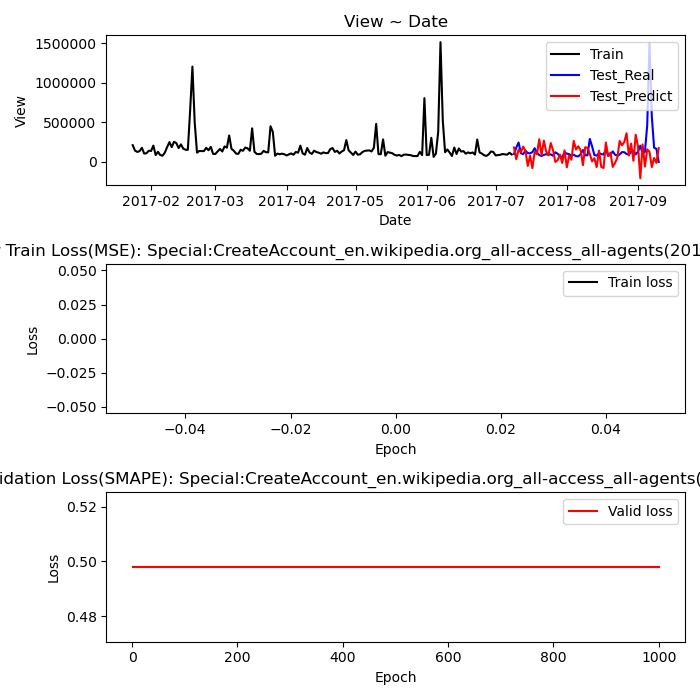 View ~ Date
1500000
1000000
500000
0
View
Train
Test_Real
Test_Predict
2017-02 2017-03 2017-04 2017-05 2017-06 2017-07 2017-08 2017-09
Date
Train Loss(MSE): Special:CreateAccount_en.wikipedia.org_all-access_all-agents(201
0.050
0.025
0.000
−0.025
−0.050
Loss
Train loss
−0.04 −0.02 0.00 0.02 0.04
Epoch
idation Loss(SMAPE): Special:CreateAccount_en.wikipedia.org_all-access_all-agents(
0.52
0.50
0.48
Loss
Valid loss
0 200 400 600 800 1000
Epoch